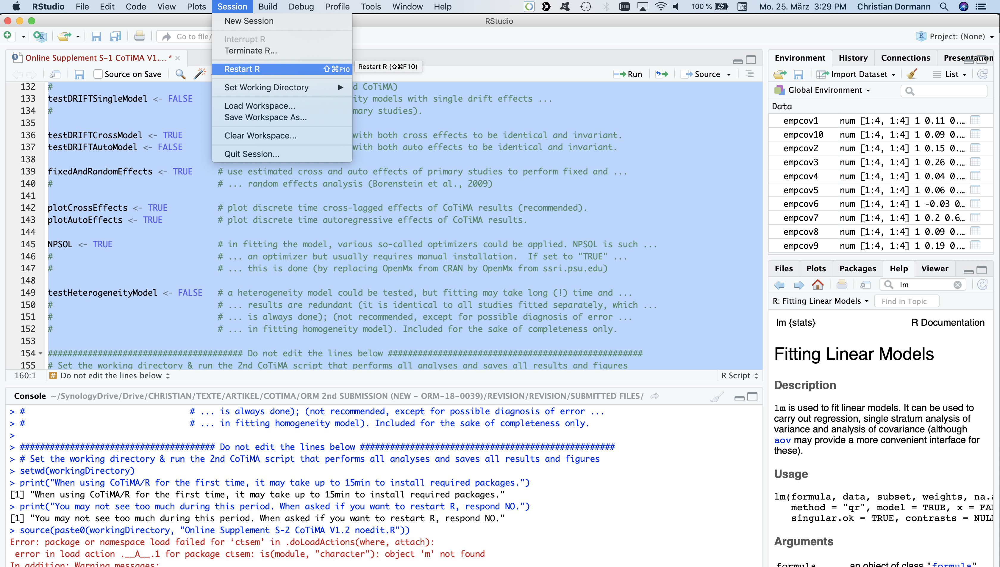 RStudio File Edit Code View Plots Session Build Debug Profile Tools Window Help 100 % Mo. 25. März 3:29 PM Christian Dormann
RStudio
Go to file/
Project: (None)
New Session
Interrupt R
Terminate R...
Restart R ⇧⌘F10
Restart R (⇧⌘F10)
Set Working Directory ▶
Load Workspace...
Save Workspace As...
Clear Workspace...
Quit Session...
Online Supplement S-1 CoTiMA V1.... *
Source on Save
Run
Source
132 # d CoTiMA)
133 testDRIFTSingleModel <- FALSE ity models with single drift effects ...
134 # mary studies).
135
136 testDRIFTCrossModel <- TRUE with both cross effects to be identical and invariant.
137 testDRIFTAutoModel <- FALSE with both auto effects to be identical and invariant.
138
139 fixedAndRandomEffects <- TRUE # use estimated cross and auto effects of primary studies to perform fixed and ...
140 # # ... random effects analysis (Borenstein et al., 2009)
141
142 plotCrossEffects <- TRUE # plot discrete time cross-lagged effects of CoTiMA results (recommended).
143 plotAutoEffects <- TRUE # plot discrete time autoregressive effects of CoTiMA results.
144
145 NPSOL <- TRUE # in fitting the model, various so-called optimizers could be applied. NPSOL is such ...
146 # # ... an optimizer but usually requires manual installation.  If set to "TRUE" ...
147 # # ... this is done (by replacing OpenMx from CRAN by OpenMx from ssri.psu.edu)
148
149 testHeterogeneityModel <- FALSE # a heterogeneity model could be tested, but fitting may take long (!) time and ...
150 # # ... results are redundant (it is identical to all studies fitted separately, which ...
151 # # ... is always done); (not recommended, except for possible diagnosis of error ...
152 # # ... in fitting homogeneity model). Included for the sake of completeness only.
153
154 ####################################### Do not edit the lines below ###################################################
155 # Set the working directory & run the 2nd CoTiMA script that performs all analyses and saves all results and figures
160:1 # Do not edit the lines below R Script
Console ~/SynologyDrive/Drive/CHRISTIAN/TEXTE/ARTIKEL/COTIMA/ORM 2nd SUBMISSION (NEW - ORM-18-0039)/REVISION/REVISION/SUBMITTED FILES/
> # # ... is always done); (not recommended, except for possible diagnosis of error ...
> # # ... in fitting homogeneity model). Included for the sake of completeness only.
>
> ####################################### Do not edit the lines below ###################################################
> # Set the working directory & run the 2nd CoTiMA script that performs all analyses and saves all results and figures
> setwd(workingDirectory)
> print("When using CoTiMA/R for the first time, it may take up to 15min to install required packages.")
[1] "When using CoTiMA/R for the first time, it may take up to 15min to install required packages."
> print("You may not see too much during this period. When asked if you want to restart R, respond NO.")
[1] "You may not see too much during this period. When asked if you want to restart R, respond NO."
> source(paste0(workingDirectory, "Online Supplement S-2 CoTiMA V1.2 noedit.R"))
Error: package or namespace load failed for ‘ctsem’ in .doLoadActions(where, attach):
error in load action .__A__.1 for package ctsem: is(module, "character"): object 'm' not found
In addition: Warning messages:
Environment History Connections Presentation
Import Dataset List
Global Environment
Data
empcov1 num [1:4, 1:4] 1 0.11 0.…
empcov10 num [1:4, 1:4] 1 0.09 0.…
empcov2 num [1:4, 1:4] 1 0.15 0.…
empcov3 num [1:4, 1:4] 1 0.26 0.…
empcov4 num [1:4, 1:4] 1 0.04 0.…
empcov5 num [1:4, 1:4] 1 0.06 0.…
empcov6 num [1:4, 1:4] 1 -0.03 0…
empcov7 num [1:4, 1:4] 1 0.2 0.6…
empcov8 num [1:4, 1:4] 1 0.09 0.…
empcov9 num [1:4, 1:4] 1 0.19 0.…
Files Plots Packages Help Viewer
lm
R: Fitting Linear Models Find in Topic
lm {stats} R Documentation
Fitting Linear Models
Description
lm is used to fit linear models. It can be used to
carry out regression, single stratum analysis of
variance and analysis of covariance (although
aov may provide a more convenient interface for
these).
Usage
lm(formula, data, subset, weights, na.a
method = "qr", model = TRUE, x = FAL
singular.ok = TRUE, contrasts = NULL
Arguments
formula an object of class "formula"